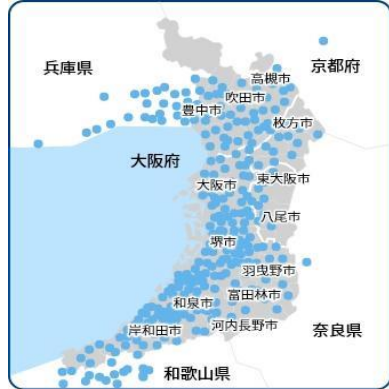 兵庫県
京都府
高槻市
吹田市
豊中市
枚方市
大阪府
大阪市
東大阪市
八尾市
堺市
羽曳野市
和泉市
富田林市
岸和田市
河内長野市
奈良県
和歌山県